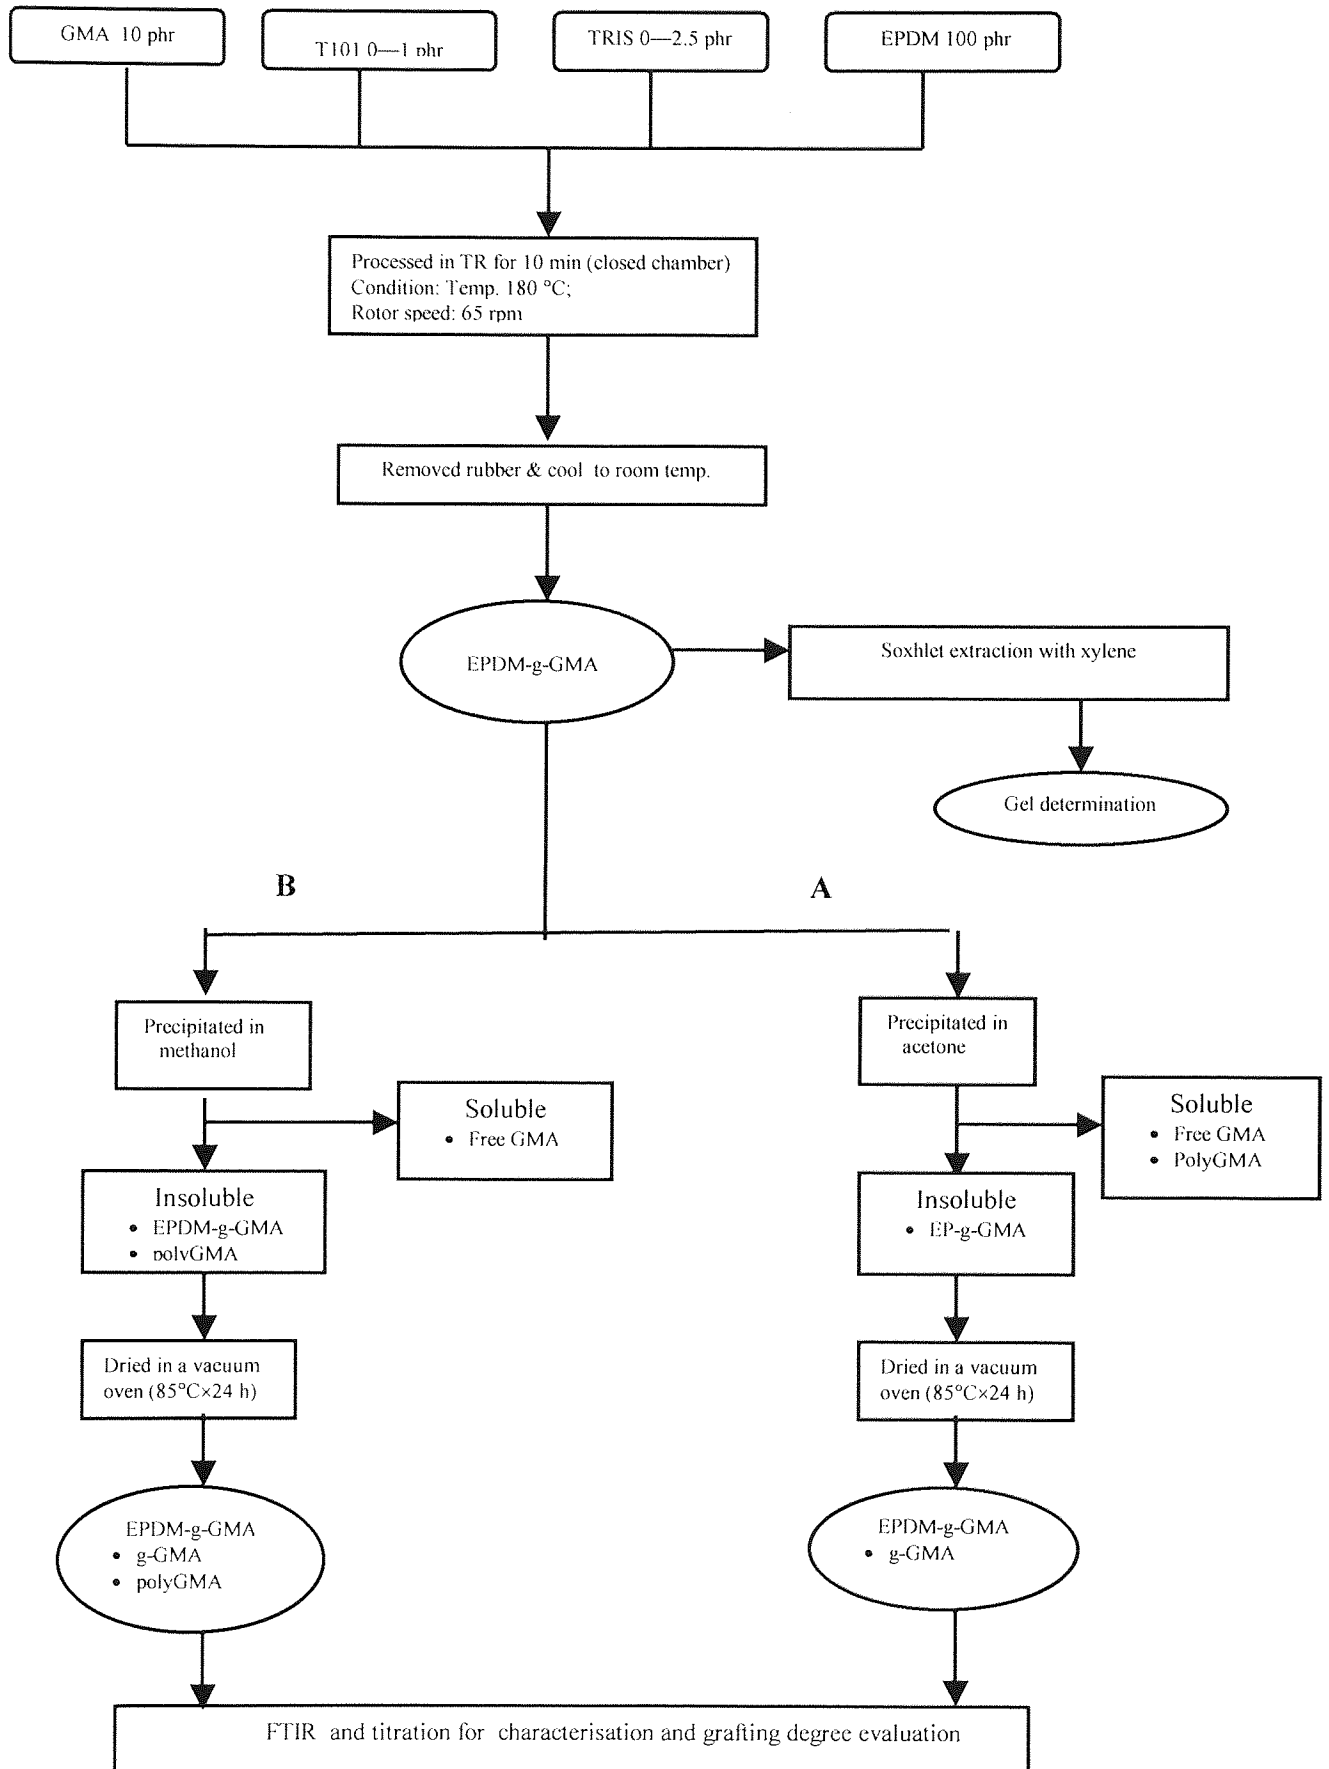 GMA 10 phr
T101 0—1 phr
TRIS 0—2.5 phr
EPDM 100 phr
Processed in TR for 10 min (closed chamber)
Condition: Temp. 180 °C;
Rotor speed: 65 rpm
Removed rubber & cool to room temp.
EPDM-g-GMA
Soxhlet extraction with xylene
Gel determination
B
A
Precipitated in
methanol
Precipitated in
acetone
Soluble
• Free GMA
Soluble
• Free GMA
• PolyGMA
Insoluble
• EPDM-g-GMA
• polyGMA
Insoluble
• EP-g-GMA
Dried in a vacuum
oven (85°C×24 h)
Dried in a vacuum
oven (85°C×24 h)
EPDM-g-GMA
• g-GMA
• polyGMA
EPDM-g-GMA
• g-GMA
FTIR and titration for characterisation and grafting degree evaluation